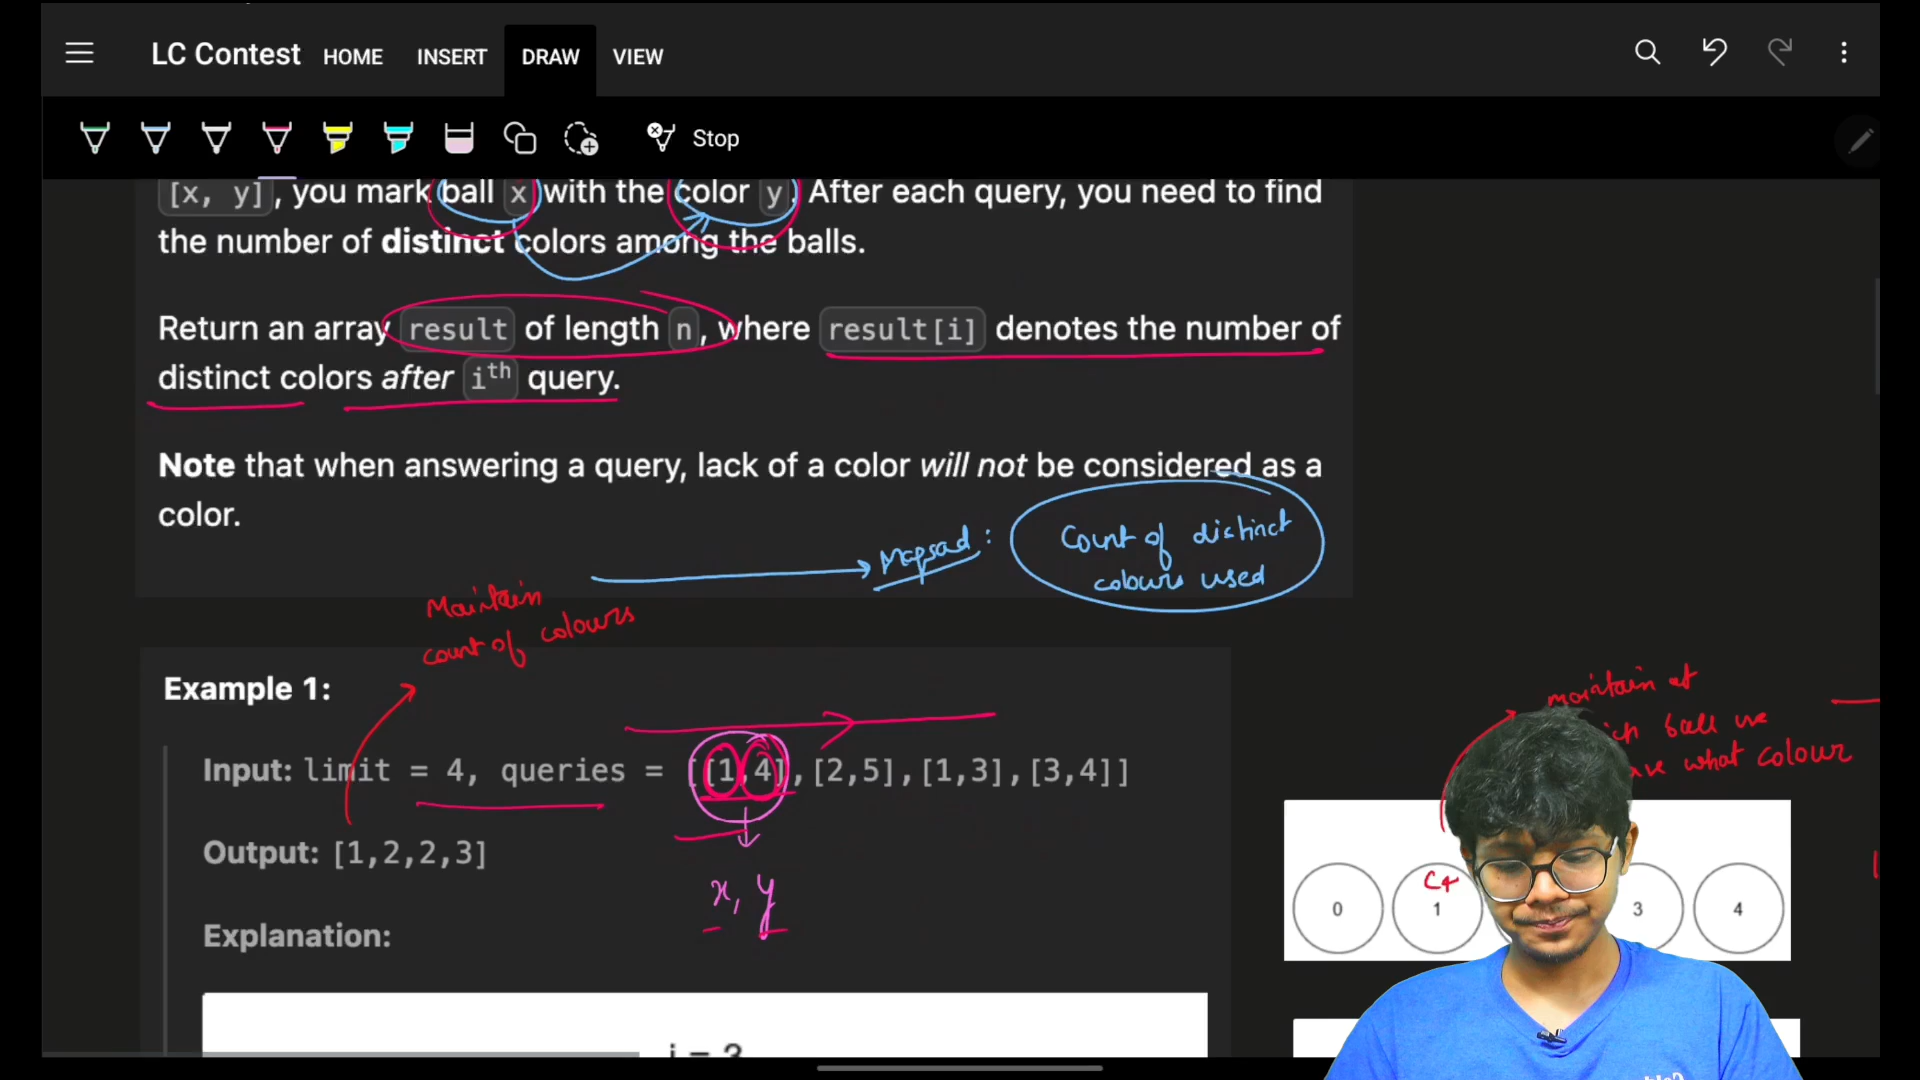 LC Contest HOME INSERT DRAW VIEW
Stop
[x, y], you mark ball x with the color y. After each query, you need to find
the number of distinct colors among the balls.
Return an array result of length n, where result[i] denotes the number of
distinct colors after ith query.
Note that when answering a query, lack of a color will not be considered as a
color.
Count of distinct
colours used
Maintain
count of colours
Example 1:
Input: limit = 4, queries = [[1,4],[2,5],[1,3],[3,4]]
Output: [1,2,2,3]
x, y
Explanation:
maintain at
ball we
what colour
C4
0 1 3 4